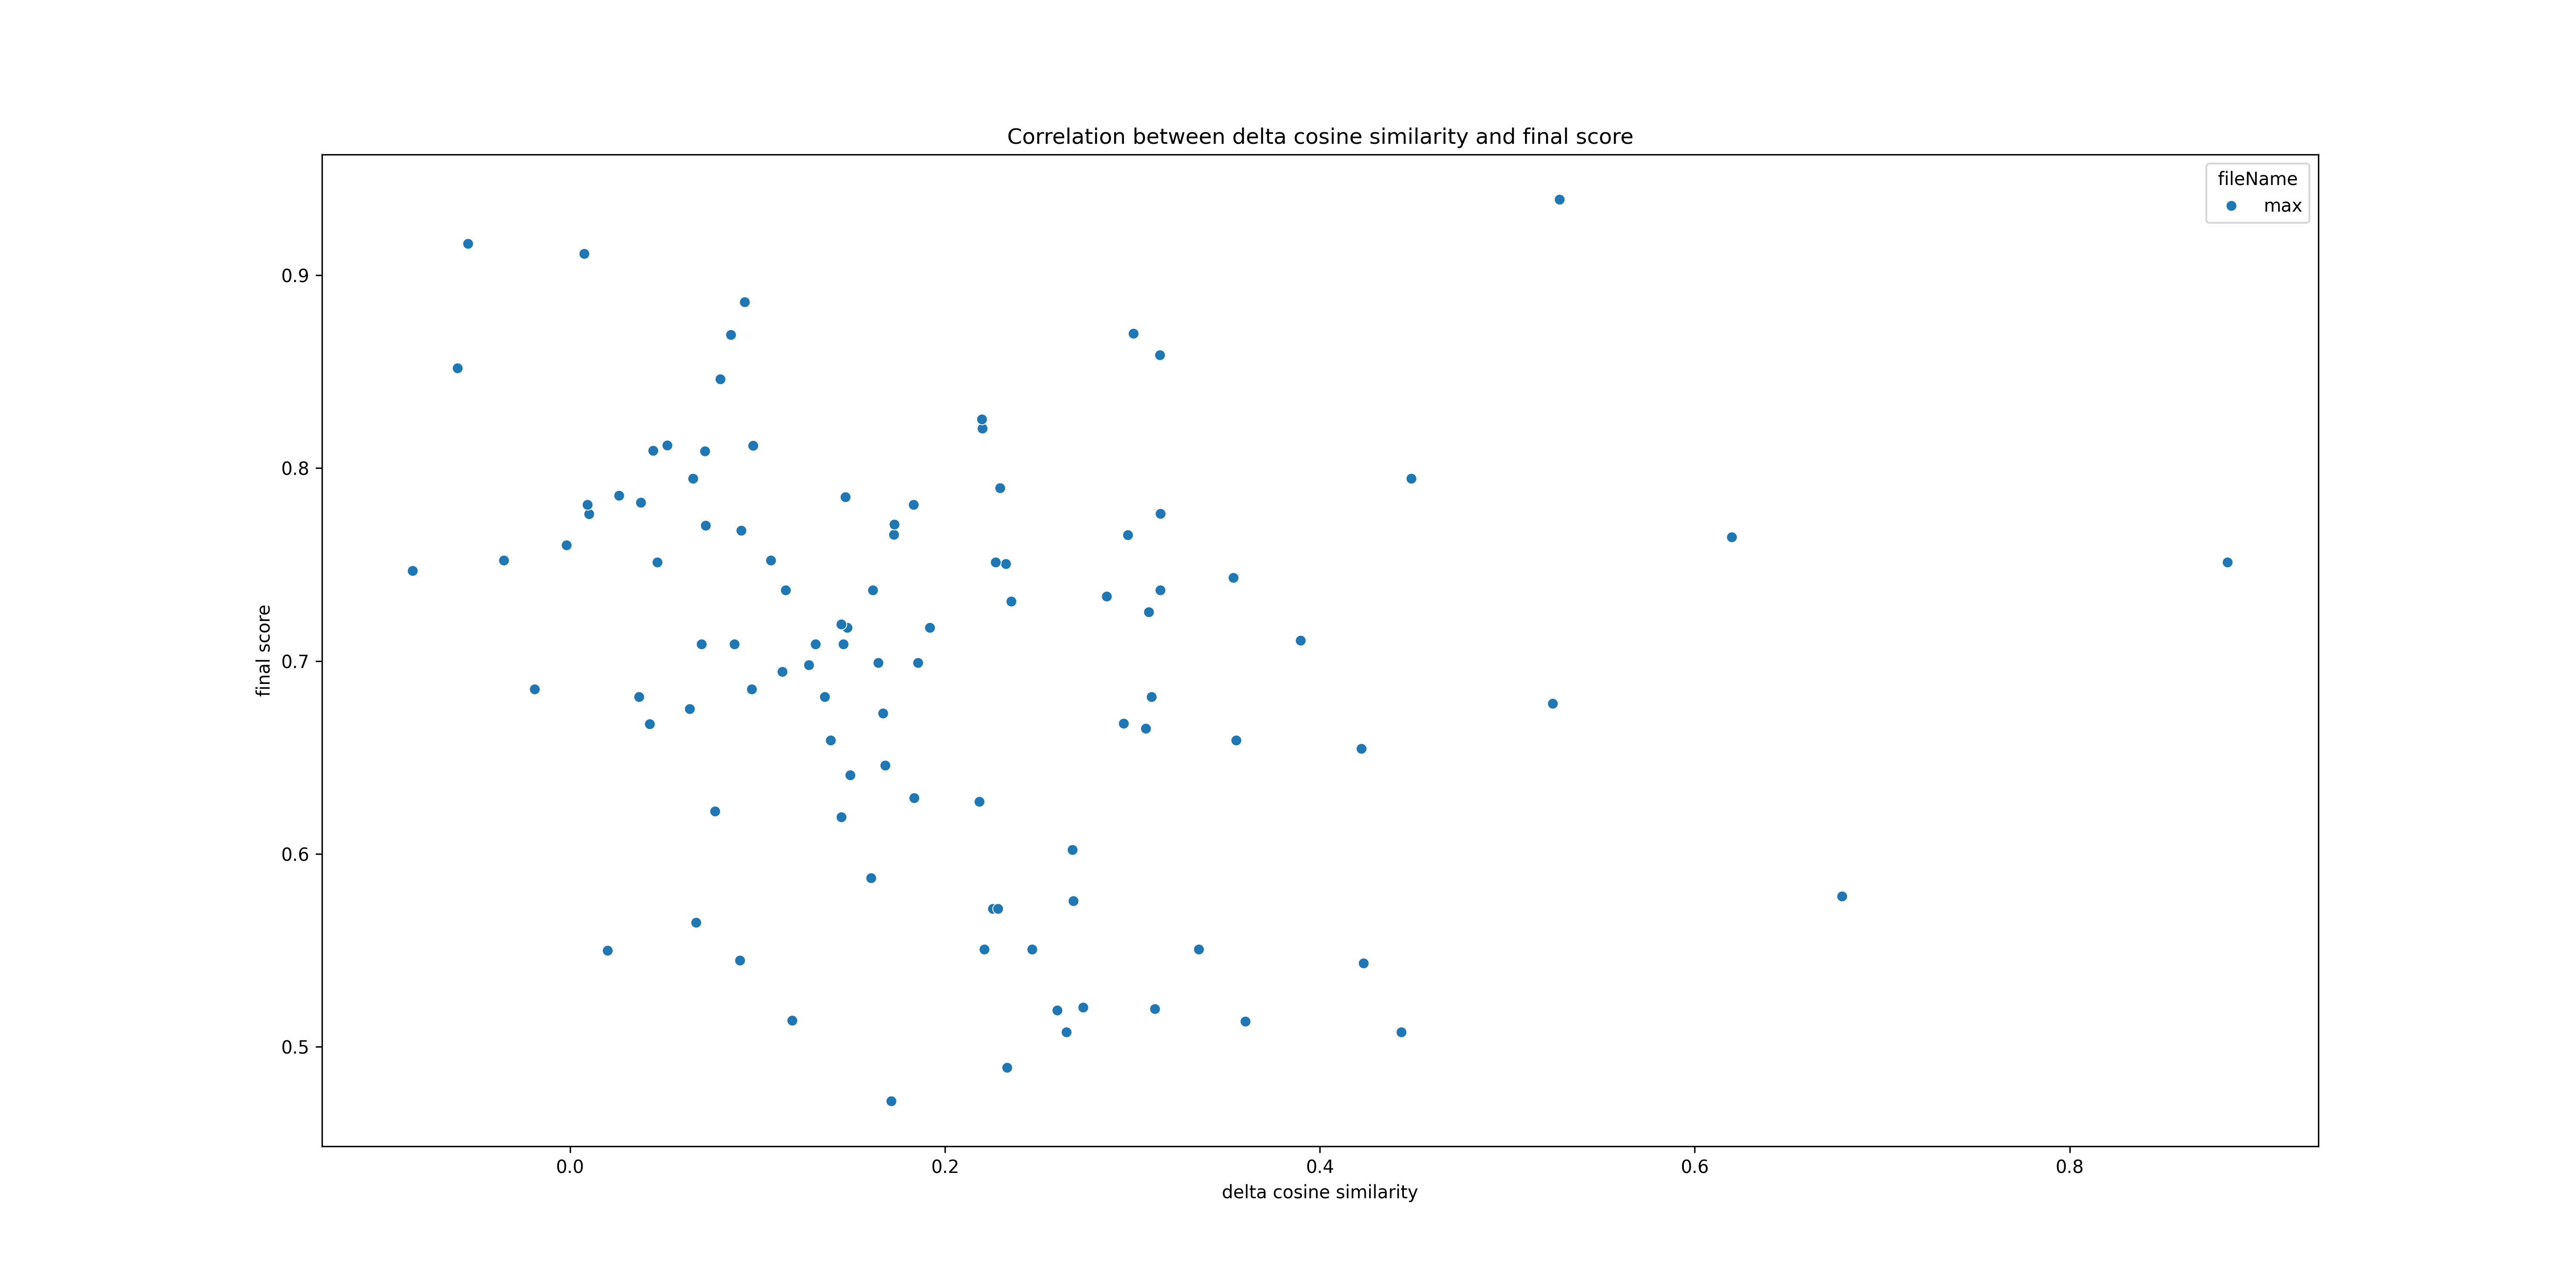 Correlation between delta cosine similarity and final score
fileName
max
0.9
0.8
0.7
0.6
0.5
final score
0.0 0.2 0.4 0.6 0.8
delta cosine similarity